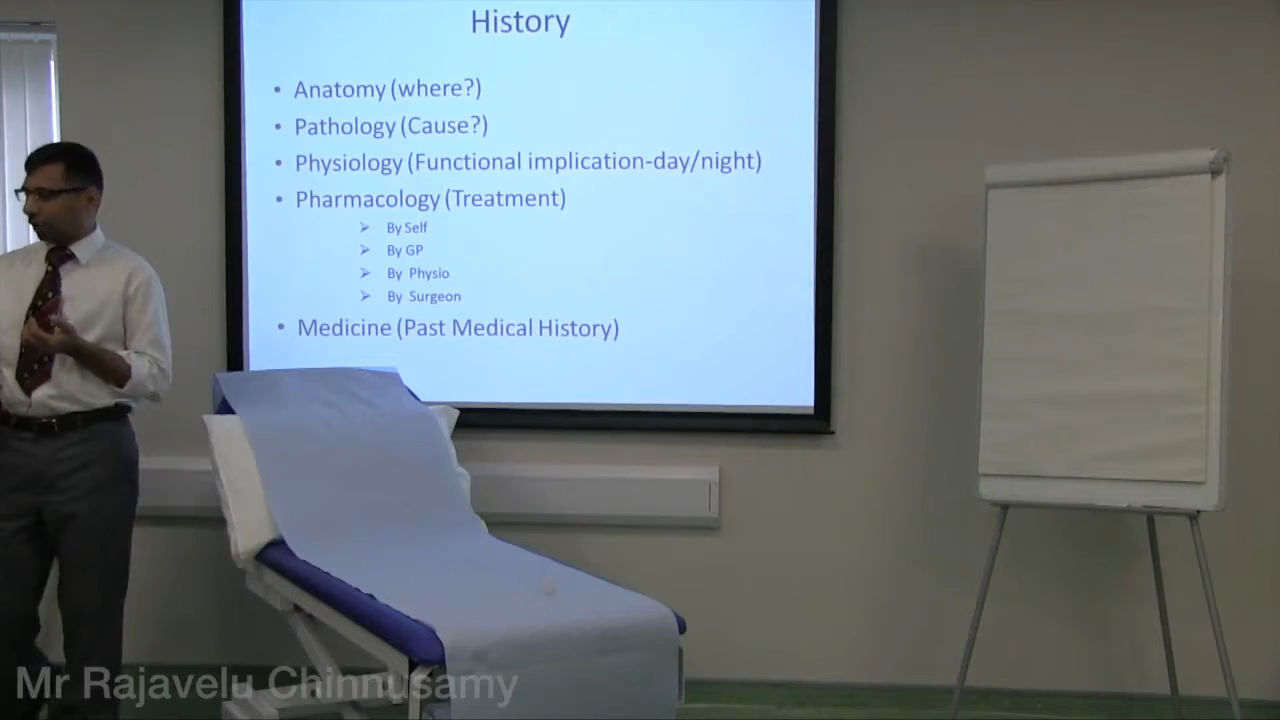 History
• Anatomy (where?)
• Pathology (Cause?)
• Physiology (Functional implication-day/night)
• Pharmacology (Treatment)
➢ By Self
➢ By GP
➢ By Physio
➢ By Surgeon
• Medicine (Past Medical History)
Mr Rajavelu Chinnusamy